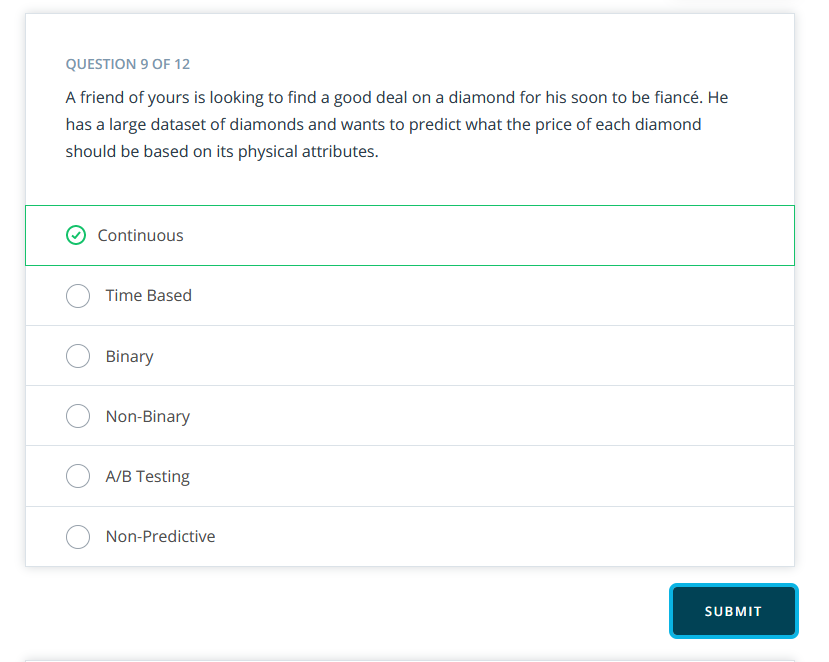 QUESTION 9 OF 12
A friend of yours is looking to find a good deal on a diamond for his soon to be fiancé. He
has a large dataset of diamonds and wants to predict what the price of each diamond
should be based on its physical attributes.
Continuous
Time Based
Binary
Non-Binary
A/B Testing
Non-Predictive
SUBMIT